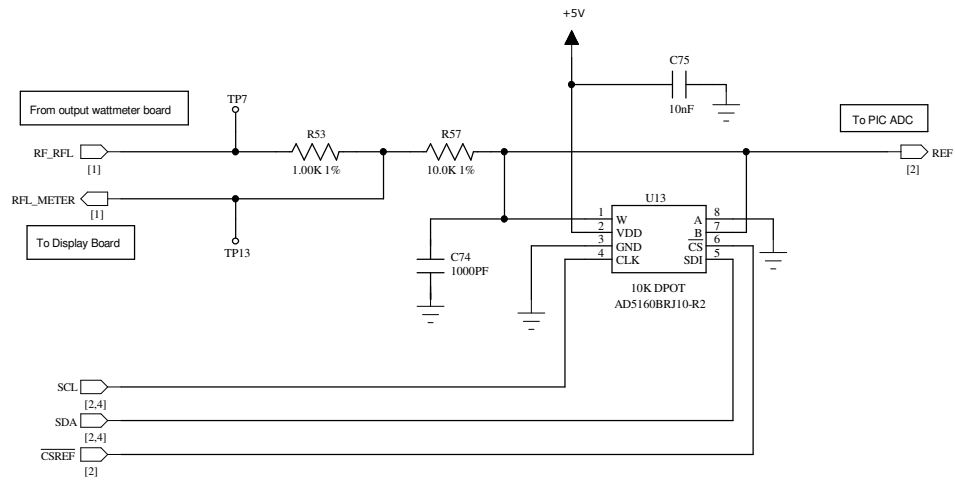 +5V
C75
10nF
From output wattmeter board
TP7
To PIC ADC
R53
R57
RF_RFL
REF
[1]
1.00K 1%
10.0K 1%
[2]
RFL_METER
[1]
U13
1
W
A
8
2
VDD
B
7
3
GND
CS
6
4
CLK
SDI
5
To Display Board
TP13
C74
1000PF
10K DPOT
AD5160BRJ10-R2
SCL
[2,4]
SDA
[2,4]
CSREF
[2]